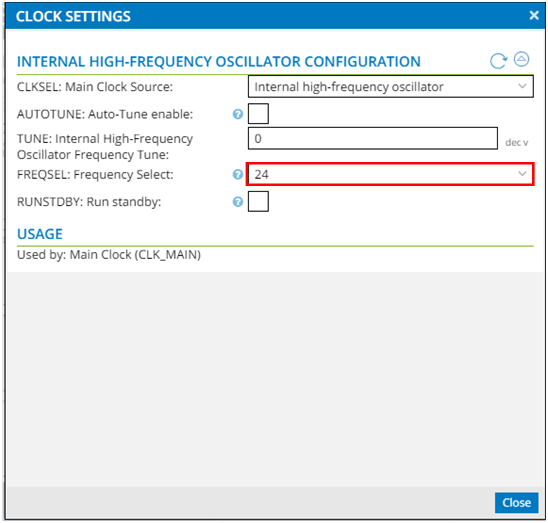 CLOCK SETTINGS
INTERNAL HIGH-FREQUENCY OSCILLATOR CONFIGURATION
CLKSEL: Main Clock Source: Internal high-frequency oscillator
AUTOTUNE: Auto-Tune enable: ?
TUNE: Internal High-Frequency
Oscillator Frequency Tune: 0 dec v
FREQSEL: Frequency Select: ? 24
RUNSTDBY: Run standby: ?
USAGE
Used by: Main Clock (CLK_MAIN)
Close